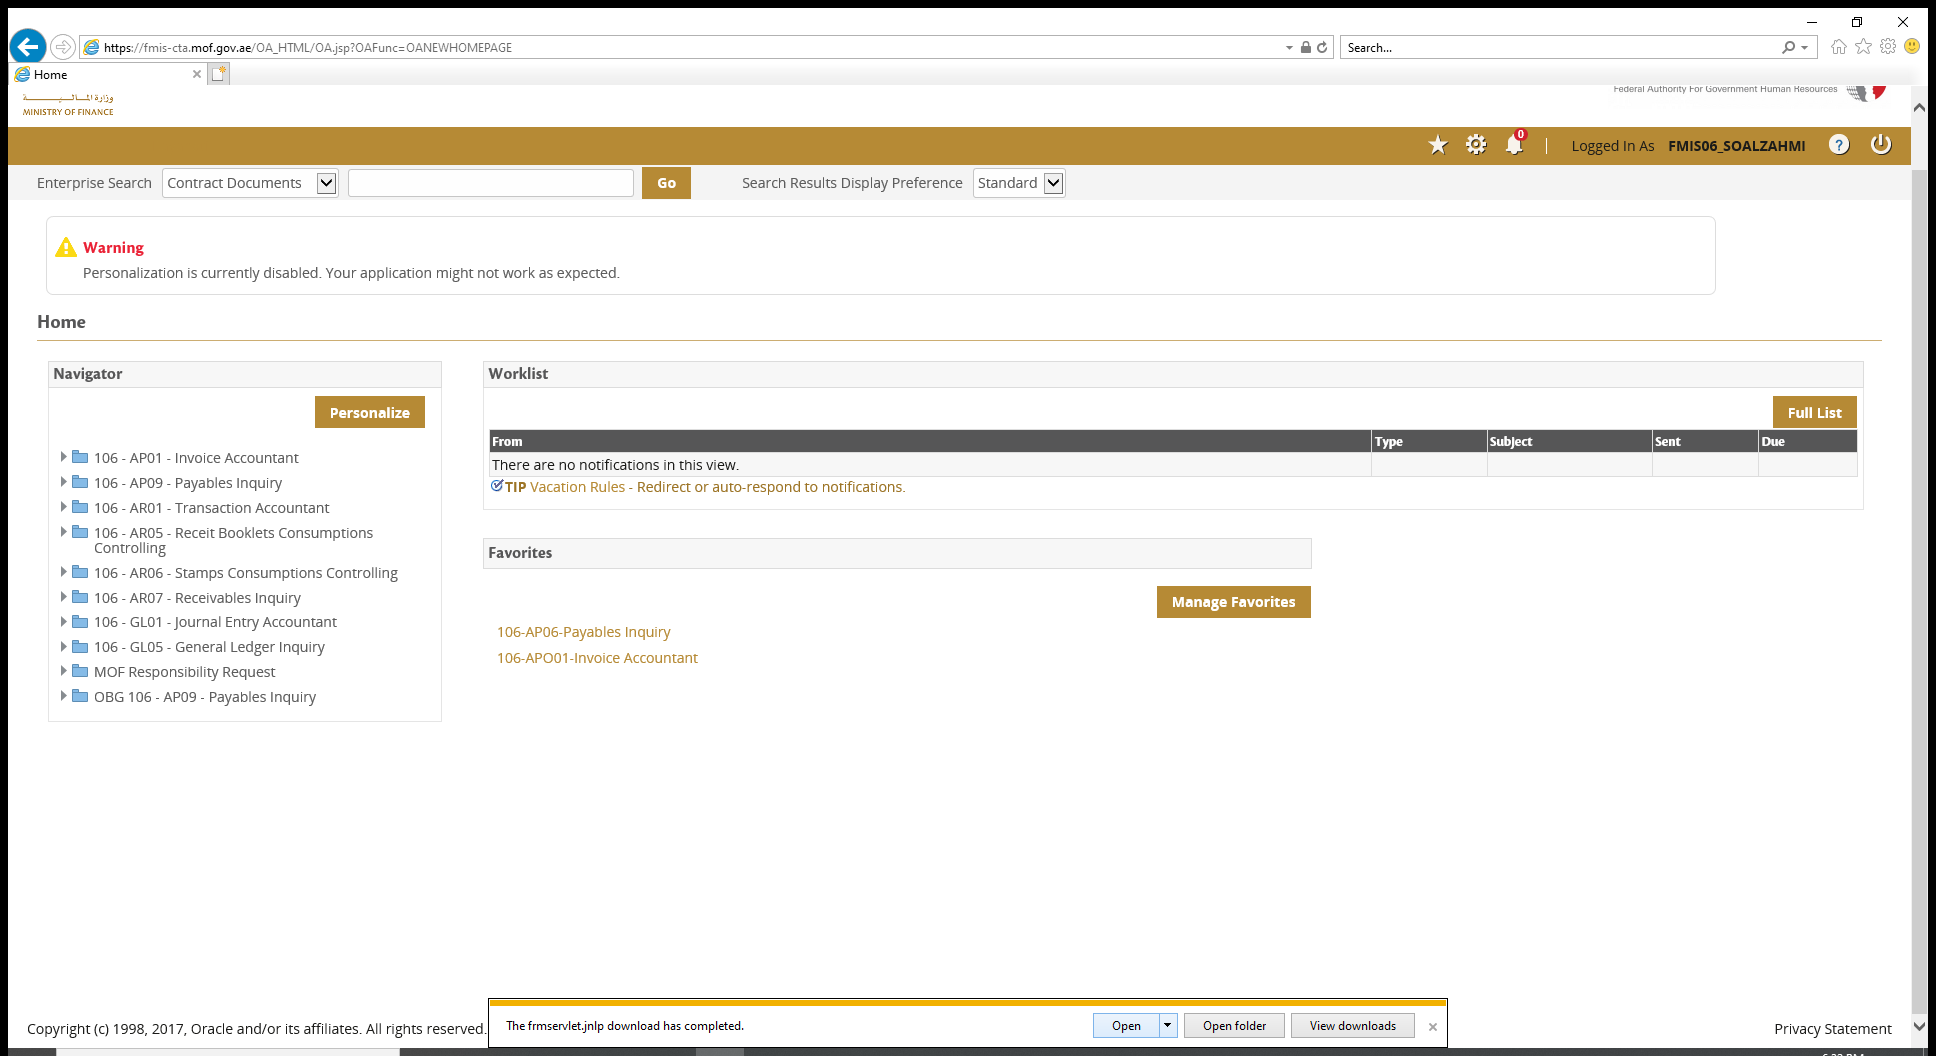 https://fmis-cta.mof.gov.ae/OA_HTML/OA.jsp?OAFunc=OANEWHOMEPAGE
Search...
Home
وزارة المـــالــيـــــــة
MINISTRY OF FINANCE
Federal Authority For Government Human Resources
0
Logged In As FMIS06_SOALZAHMI
?
Enterprise Search Contract Documents Go Search Results Display Preference Standard
Warning
Personalization is currently disabled. Your application might not work as expected.
Home
Navigator
Personalize
106 - AP01 - Invoice Accountant
106 - AP09 - Payables Inquiry
106 - AR01 - Transaction Accountant
106 - AR05 - Receit Booklets Consumptions
Controlling
106 - AR06 - Stamps Consumptions Controlling
106 - AR07 - Receivables Inquiry
106 - GL01 - Journal Entry Accountant
106 - GL05 - General Ledger Inquiry
MOF Responsibility Request
OBG 106 - AP09 - Payables Inquiry
Worklist
Full List
From Type Subject Sent Due
There are no notifications in this view.
TIP Vacation Rules - Redirect or auto-respond to notifications.
Favorites
Manage Favorites
106-AP06-Payables Inquiry
106-APO01-Invoice Accountant
Copyright (c) 1998, 2017, Oracle and/or its affiliates. All rights reserved.
The frmservlet.jnlp download has completed.
Open Open folder View downloads
Privacy Statement